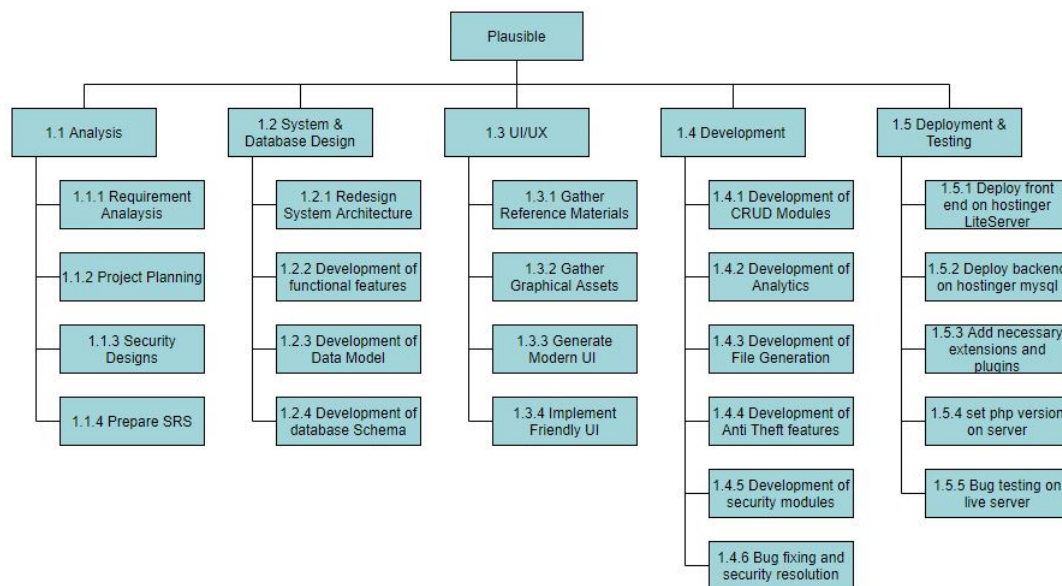 Plausible
1.1 Analysis
1.1.1 Requirement
Analaysis
1.1.2 Project Planning
1.1.3 Security
Designs
1.1.4 Prepare SRS
1.2 System &
Database Design
1.2.1 Redesign
System Architecture
1.2.2 Development of
functional features
1.2.3 Development of
Data Model
1.2.4 Development of
database Schema
1.3 UI/UX
1.3.1 Gather
Reference Materials
1.3.2 Gather
Graphical Assets
1.3.3 Generate
Modern UI
1.3.4 Implement
Friendly UI
1.4 Development
1.4.1 Development of
CRUD Modules
1.4.2 Development of
Analytics
1.4.3 Development of
File Generation
1.4.4 Development of
Anti Theft features
1.4.5 Development of
security modules
1.4.6 Bug fixing and
security resolution
1.5 Deployment &
Testing
1.5.1 Deploy front
end on hostinger
LiteServer
1.5.2 Deploy backend
on hostinger mysql
1.5.3 Add necessary
extensions and
plugins
1.5.4 set php version
on server
1.5.5 Bug testing on
live server